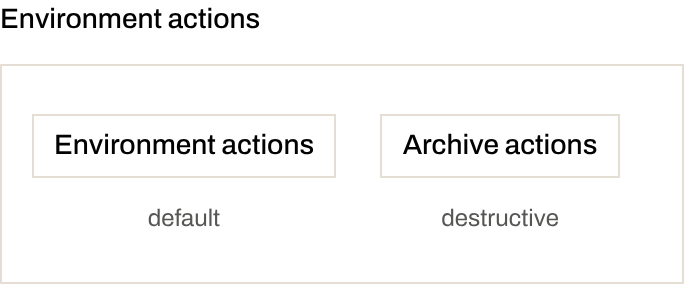 Environment actions
Environment actions
Archive actions
default
destructive